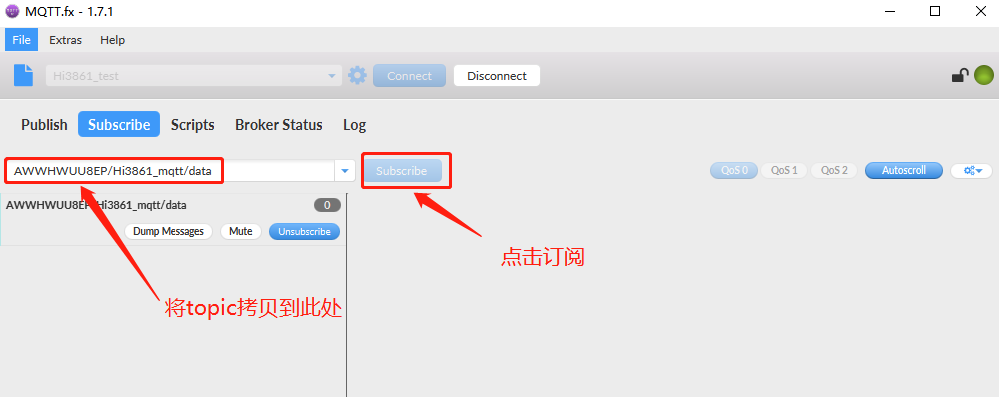 MQTT.fx - 1.7.1
File Extras Help
Hi3861_test Connect Disconnect
Publish Subscribe Scripts Broker Status Log
AWWHWUU8EP/Hi3861_mqtt/data Subscribe QoS 0 QoS 1 QoS 2 Autoscroll
AWWHWUU8EP/Hi3861_mqtt/data 0
Dump Messages Mute Unsubscribe
点击订阅
将topic拷贝到此处